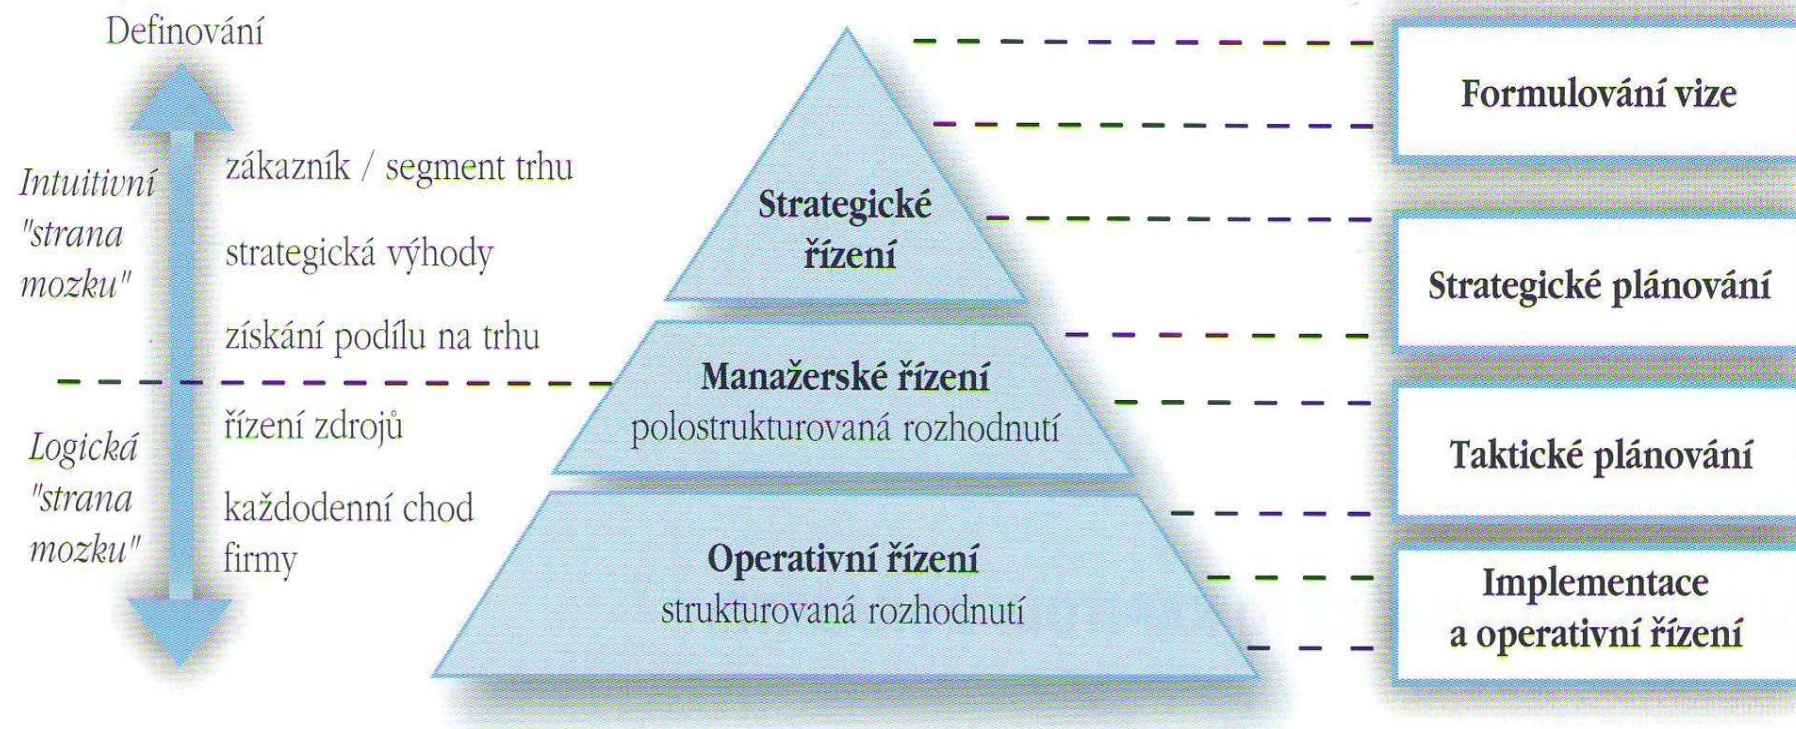 Definování
Intuitivní
"strana
mozku"
zákazník / segment trhu
strategická výhody
získání podílu na trhu
Logická
"strana
mozku"
řízení zdrojů
každodenní chod
firmy
Strategické
řízení
Manažerské řízení
polostrukturovaná rozhodnutí
Operativní řízení
strukturovaná rozhodnutí
Formulování vize
Strategické plánování
Taktické plánování
Implementace
a operativní řízení